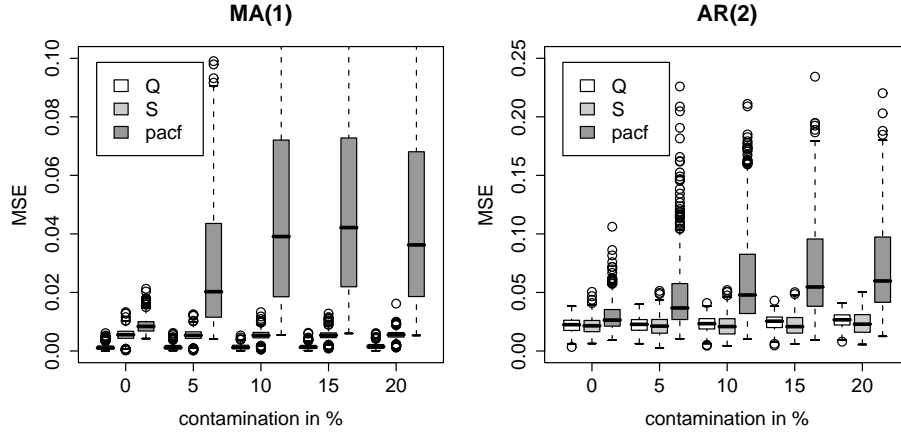 MA(1)
MSE
0.00 0.02 0.04 0.06 0.08 0.10
Q
S
pacf
0 5 10 15 20
contamination in %
AR(2)
MSE
0.00 0.05 0.10 0.15 0.20 0.25
Q
S
pacf
0 5 10 15 20
contamination in %